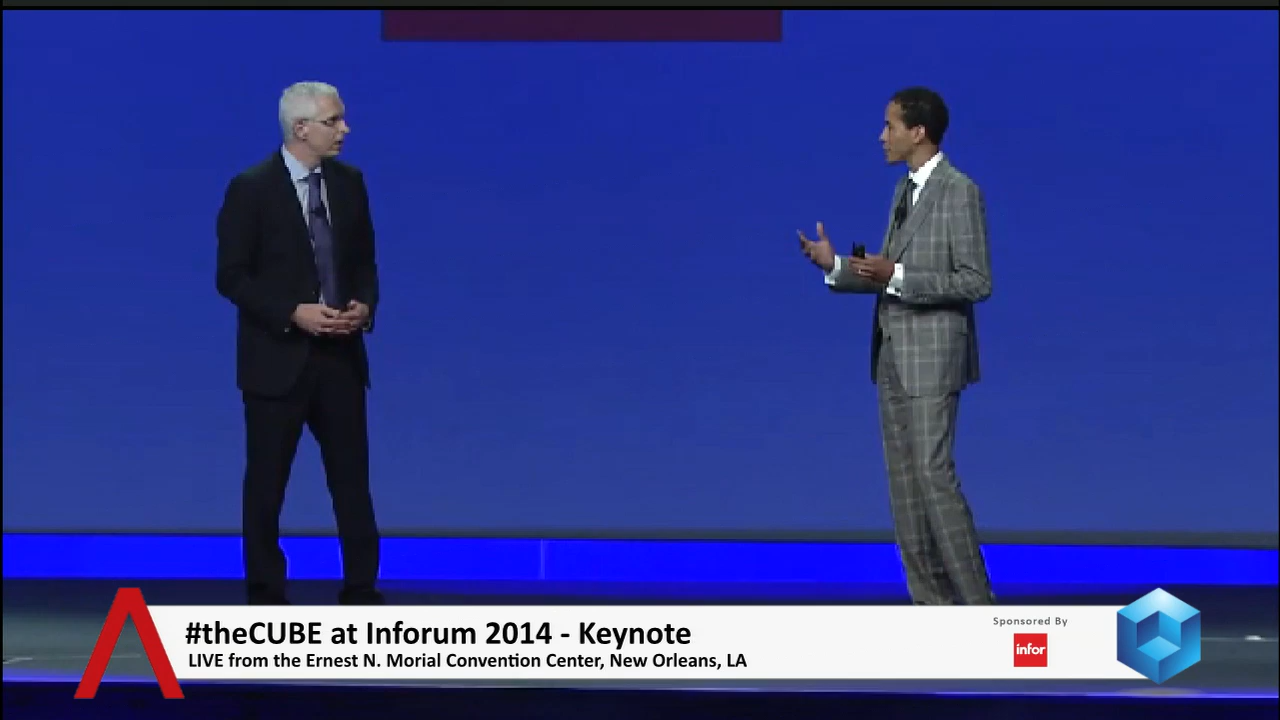 #theCUBE at Inforum 2014 - Keynote
LIVE from the Ernest N. Morial Convention Center, New Orleans, LA
Sponsored By
infor